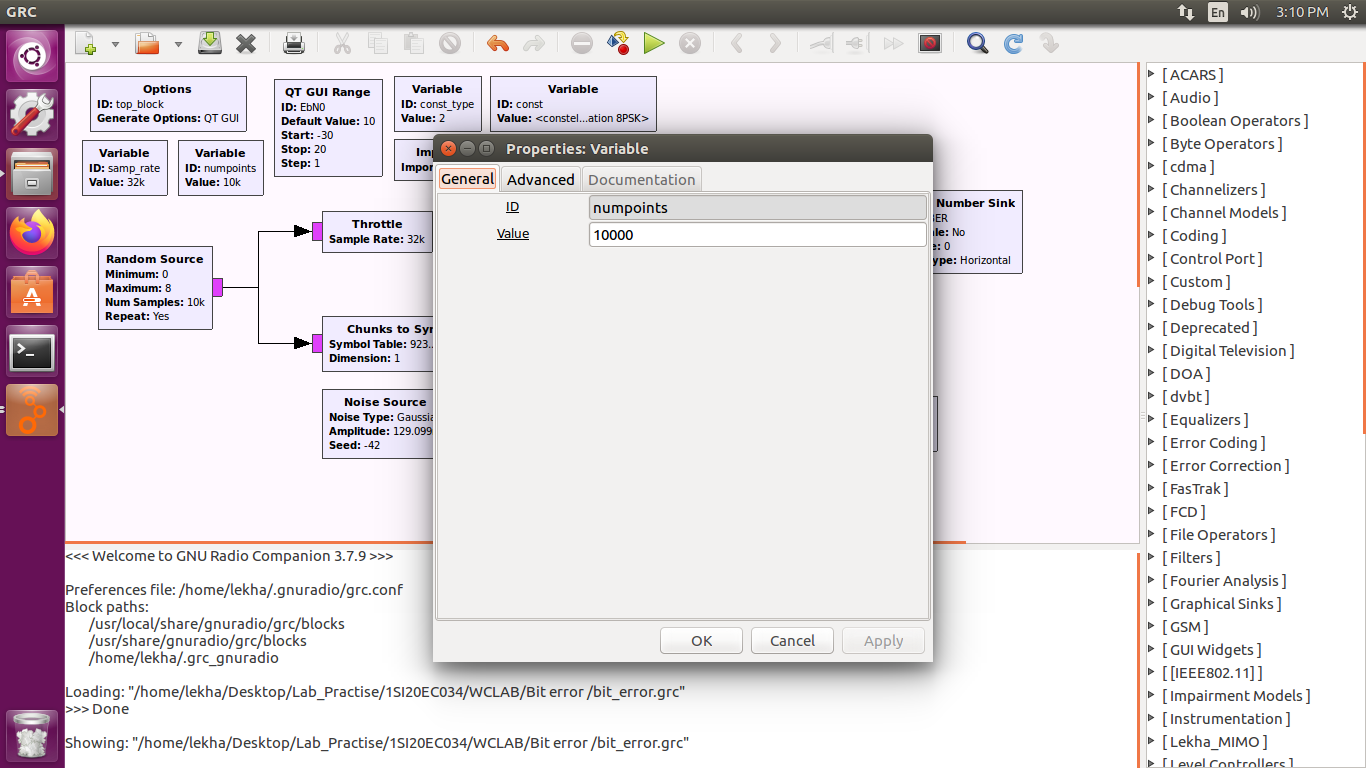 GRC
En
3:10 PM
Options
ID: top_block
Generate Options: QT GUI
QT GUI Range
ID: EbN0
Default Value: 10
Start: -30
Stop: 20
Step: 1
Variable
ID: const_type
Value: 2
Variable
ID: const
Value: <constel...ation 8PSK>
Variable
ID: samp_rate
Value: 32k
Variable
ID: numpoints
Value: 10k
Properties: Variable
General
Advanced
Documentation
ID
numpoints
Value
10000
OK
Cancel
Apply
Throttle
Sample Rate: 32k
Random Source
Minimum: 0
Maximum: 8
Num Samples: 10k
Repeat: Yes
Chunks to Sy
Symbol Table: 923..
Dimension: 1
Noise Source
Noise Type: Gaussia
Amplitude: 129.099
Seed: -42
Number Sink
BER
ale: No
e: 0
ype: Horizontal
<<< Welcome to GNU Radio Companion 3.7.9 >>>
Preferences file: /home/lekha/.gnuradio/grc.conf
Block paths:
/usr/local/share/gnuradio/grc/blocks
/usr/share/gnuradio/grc/blocks
/home/lekha/.grc_gnuradio
Loading: "/home/lekha/Desktop/Lab_Practise/1SI20EC034/WCLAB/Bit error /bit_error.grc"
>>> Done
Showing: "/home/lekha/Desktop/Lab_Practise/1SI20EC034/WCLAB/Bit error /bit_error.grc"
[ ACARS ]
[ Audio ]
[ Boolean Operators ]
[ Byte Operators ]
[ cdma ]
[ Channelizers ]
[ Channel Models ]
[ Coding ]
[ Control Port ]
[ Custom ]
[ Debug Tools ]
[ Deprecated ]
[ Digital Television ]
[ DOA ]
[ dvbt ]
[ Equalizers ]
[ Error Coding ]
[ Error Correction ]
[ FasTrak ]
[ FCD ]
[ File Operators ]
[ Filters ]
[ Fourier Analysis ]
[ Graphical Sinks ]
[ GSM ]
[ GUI Widgets ]
[ [IEEE802.11] ]
[ Impairment Models ]
[ Instrumentation ]
[ Lekha_MIMO ]
[ Level Controllers ]